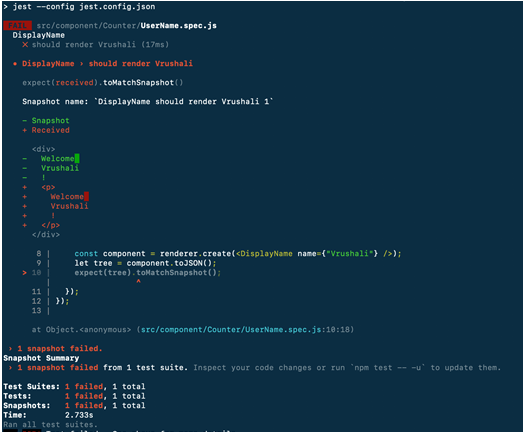 > jest --config jest.config.json
FAIL src/component/Counter/UserName.spec.js
DisplayName
✕ should render Vrushali (17ms)
● DisplayName › should render Vrushali
expect(received).toMatchSnapshot()
Snapshot name: `DisplayName should render Vrushali 1`
- Snapshot
+ Received
<div>
- Welcome
- Vrushali
- !
+ <p>
+ Welcome
+ Vrushali
+ !
+ </p>
</div>
8 | const component = renderer.create(<DisplayName name={"Vrushali"} />);
9 | let tree = component.toJSON();
> 10 | expect(tree).toMatchSnapshot();
| ^
11 | });
12 | });
13 |
at Object.<anonymous> (src/component/Counter/UserName.spec.js:10:18)
› 1 snapshot failed.
Snapshot Summary
› 1 snapshot failed from 1 test suite. Inspect your code changes or run `npm test -- -u` to update them.
Test Suites: 1 failed, 1 total
Tests: 1 failed, 1 total
Snapshots: 1 failed, 1 total
Time: 2.733s
Ran all test suites.